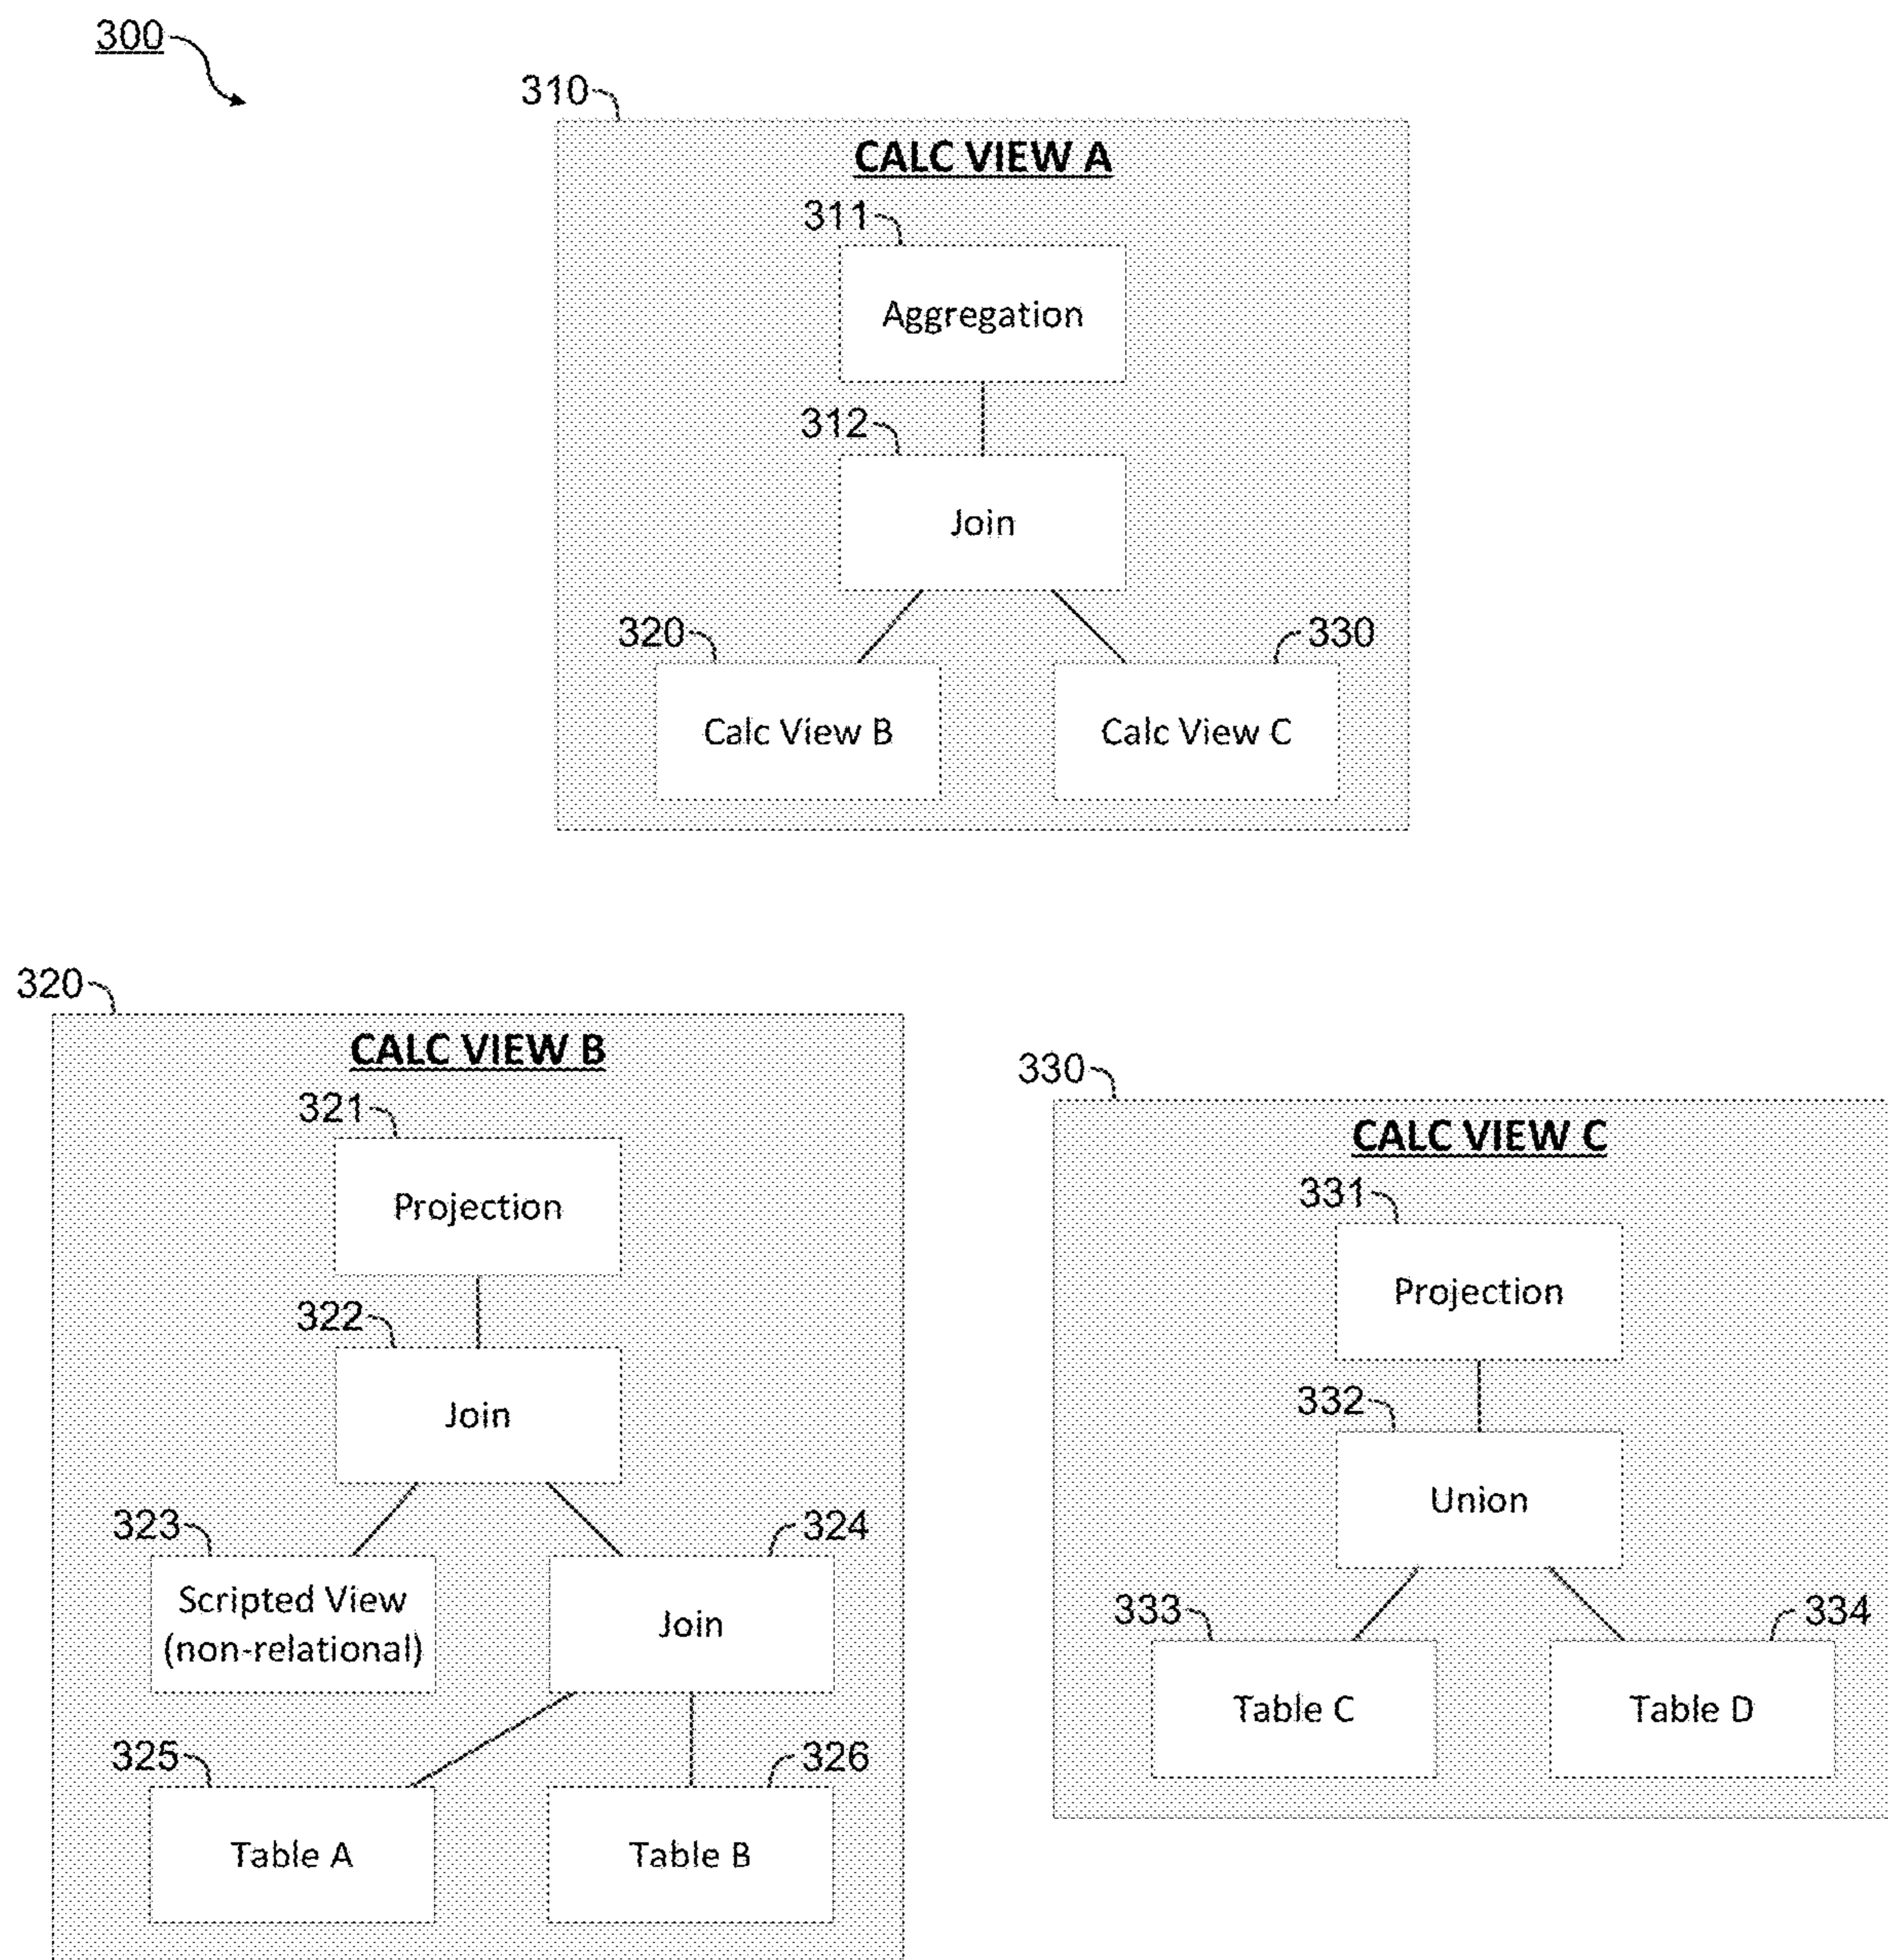 300
310
CALC VIEW A
311
Aggregation
312
Join
320
330
Calc View B
Calc View C
320
CALC VIEW B
321
Projection
322
Join
323
324
Scripted View
(non-relational)
Join
325
326
Table A
Table B
330
CALC VIEW C
331
Projection
332
Union
333
334
Table C
Table D